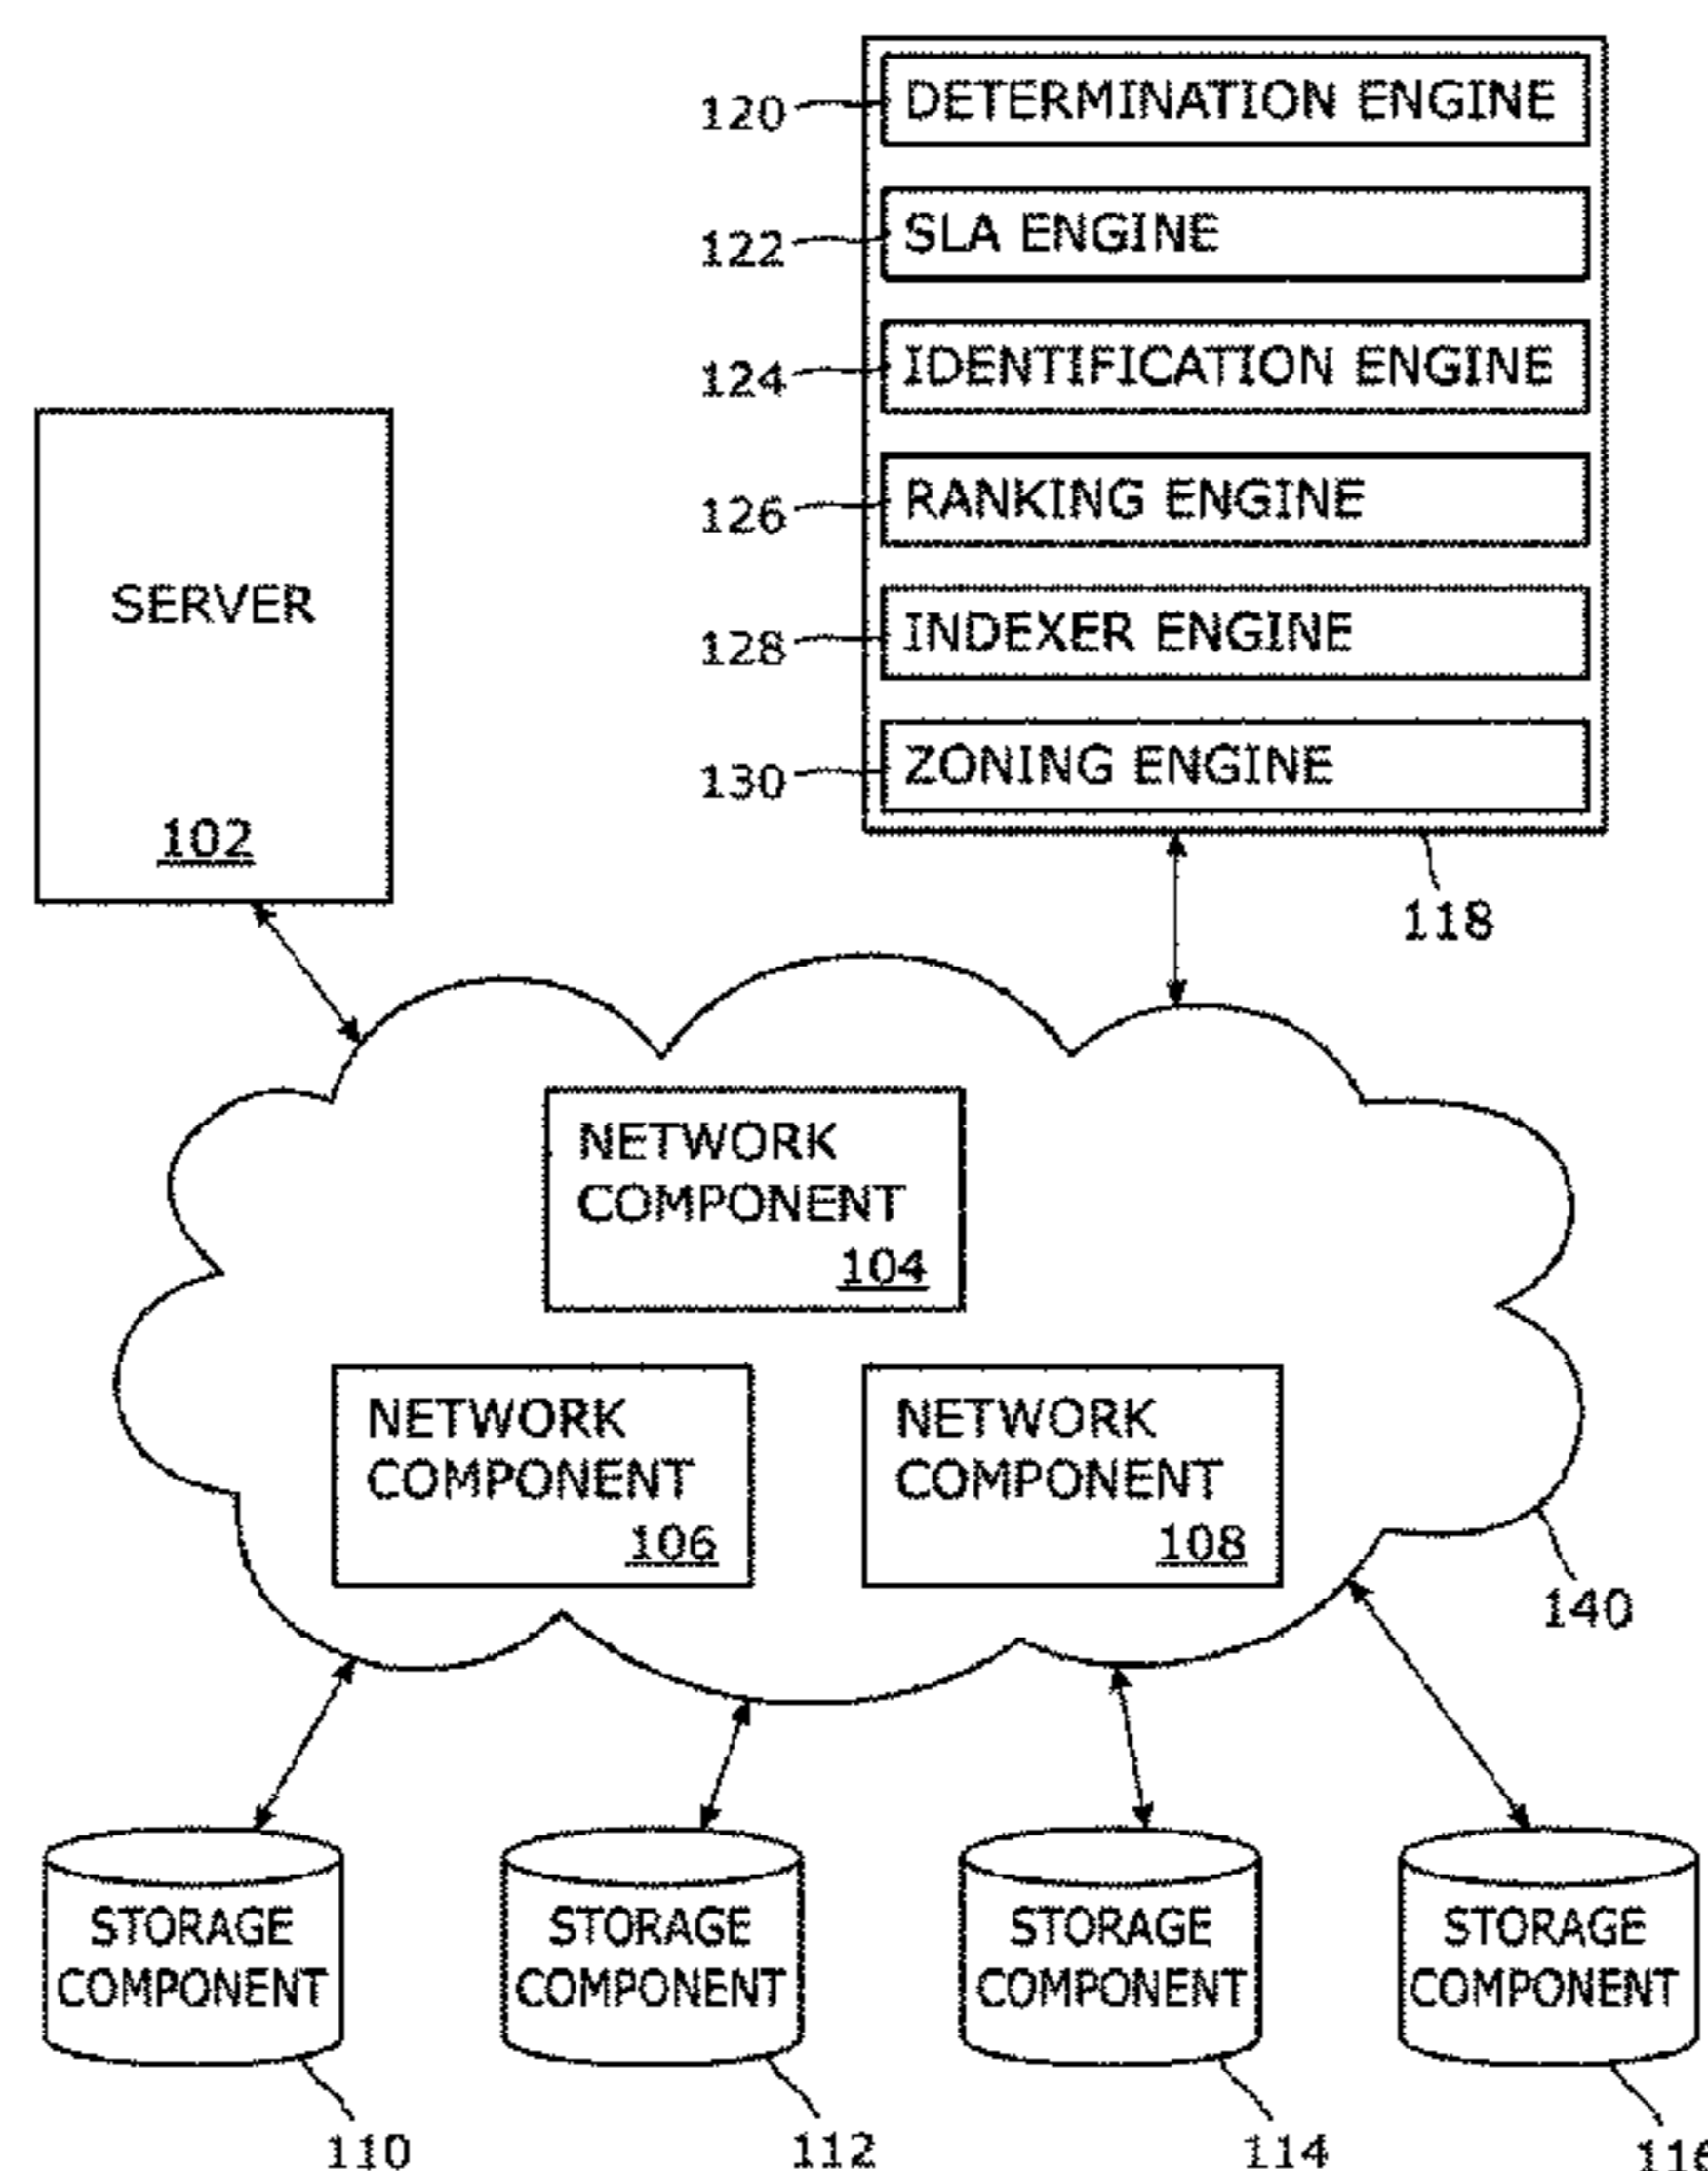 120 DETERMINATION ENGINE
122 SLA ENGINE
124 IDENTIFICATION ENGINE
126 RANKING ENGINE
128 INDEXER ENGINE
130 ZONING ENGINE
118
SERVER
102
NETWORK
COMPONENT
104
NETWORK
COMPONENT
106
NETWORK
COMPONENT
108
140
STORAGE
COMPONENT
110
STORAGE
COMPONENT
112
STORAGE
COMPONENT
114
STORAGE
COMPONENT
116